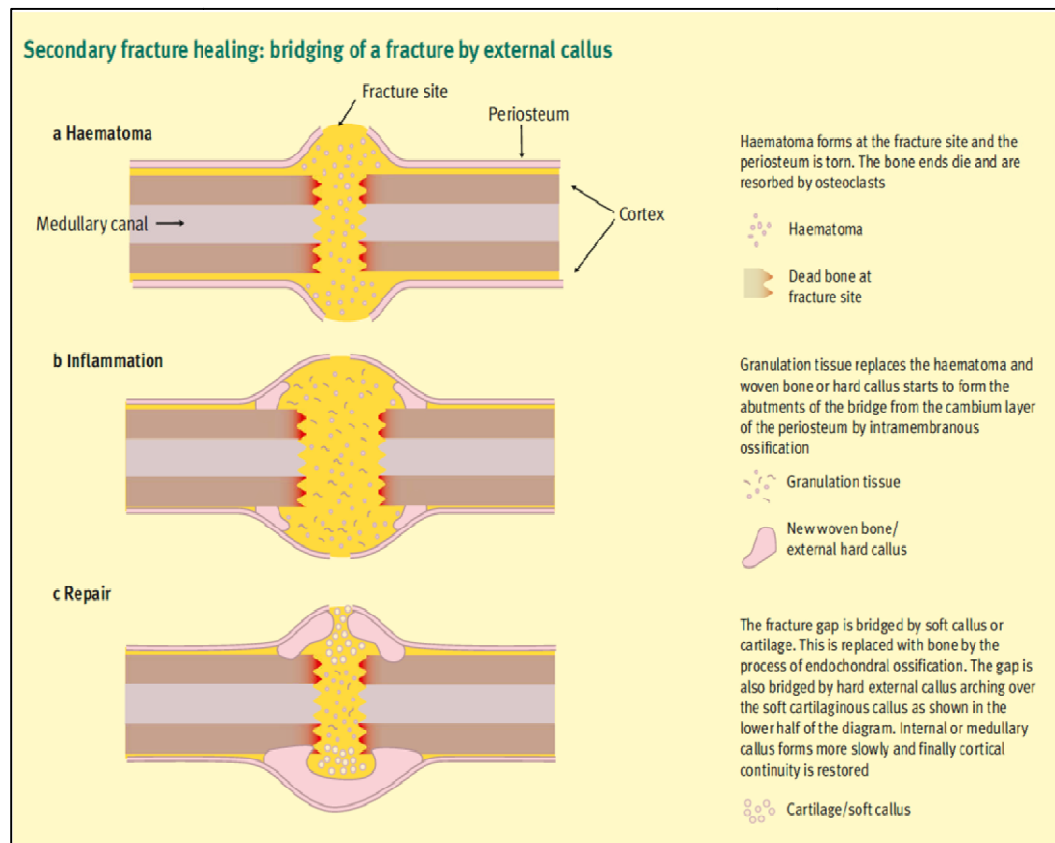 Secondary fracture healing: bridging of a fracture by external callus
Fracture site
Periosteum
a Haematoma
Medullary canal
Cortex
Haematoma forms at the fracture site and the
periosteum is torn. The bone ends die and are
resorbed by osteoclasts
Haematoma
Dead bone at
fracture site
b Inflammation
Granulation tissue replaces the haematoma and
woven bone or hard callus starts to form the
abutments of the bridge from the cambium layer
of the periosteum by intramembranous
ossification
Granulation tissue
New woven bone/
external hard callus
c Repair
The fracture gap is bridged by soft callus or
cartilage. This is replaced with bone by the
process of endochondral ossification. The gap is
also bridged by hard external callus arching over
the soft cartilaginous callus as shown in the
lower half of the diagram. Internal or medullary
callus forms more slowly and finally cortical
continuity is restored
Cartilage/soft callus